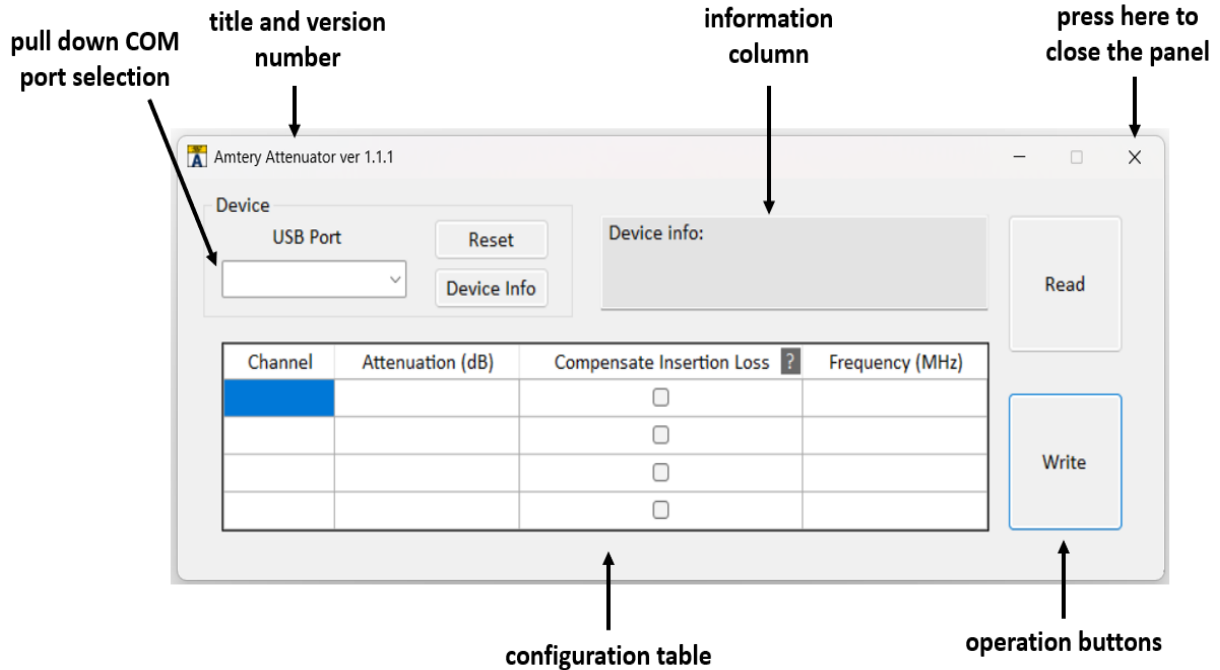 pull down COM
port selection
title and version
number
information
column
press here to
close the panel
Amtery Attenuator ver 1.1.1
Device
USB Port
Reset
Device Info
Device info:
Read
Channel Attenuation (dB) Compensate Insertion Loss ? Frequency (MHz)
Write
configuration table
operation buttons